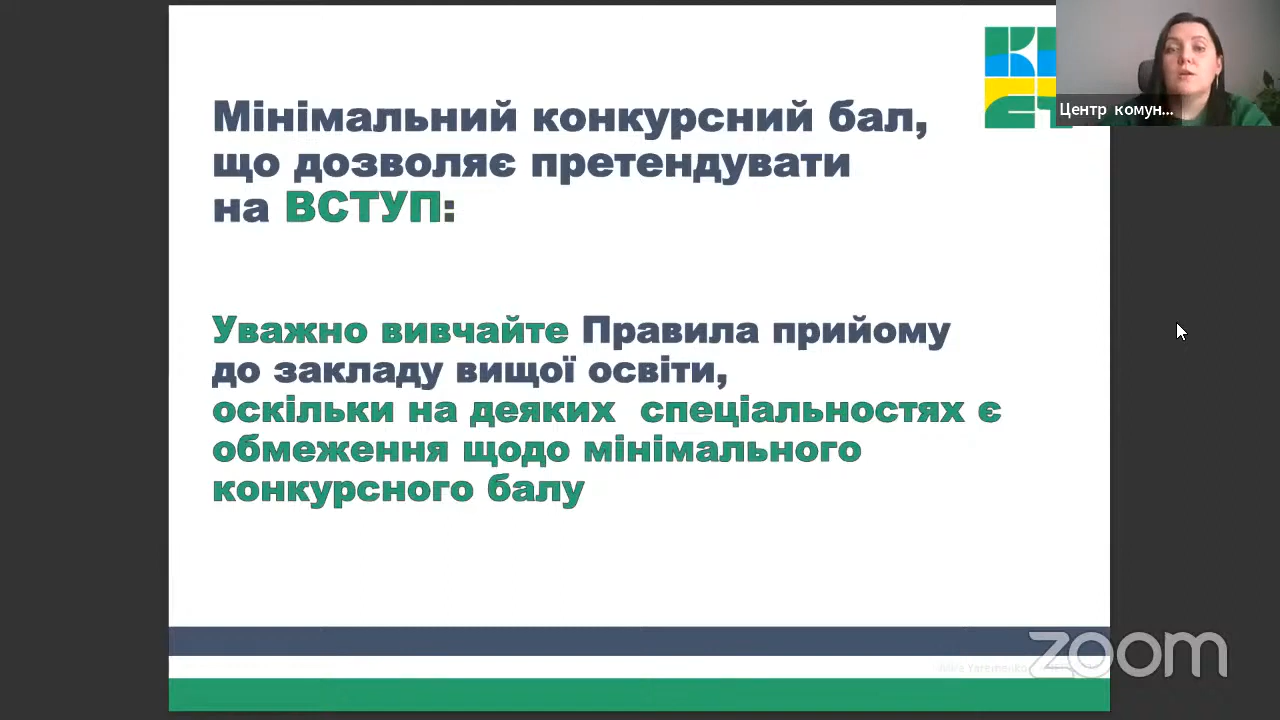 Мінімальний конкурсний бал,
що дозволяє претендувати
на ВСТУП:
Уважно вивчайте Правила прийому
до закладу вищої освіти,
оскільки на деяких спеціальностях є
обмеження щодо мінімального
конкурсного балу
Центр комун...
zoom